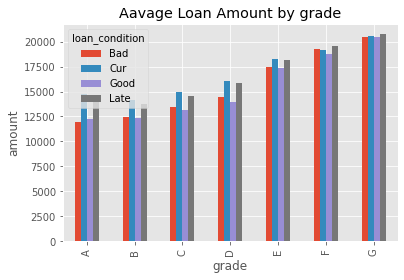 Aavage Loan Amount by grade
loan_condition
Bad
Cur
Good
Late
20000
17500
15000
12500
10000
7500
5000
2500
0
amount
A
B
C
D
E
F
G
grade